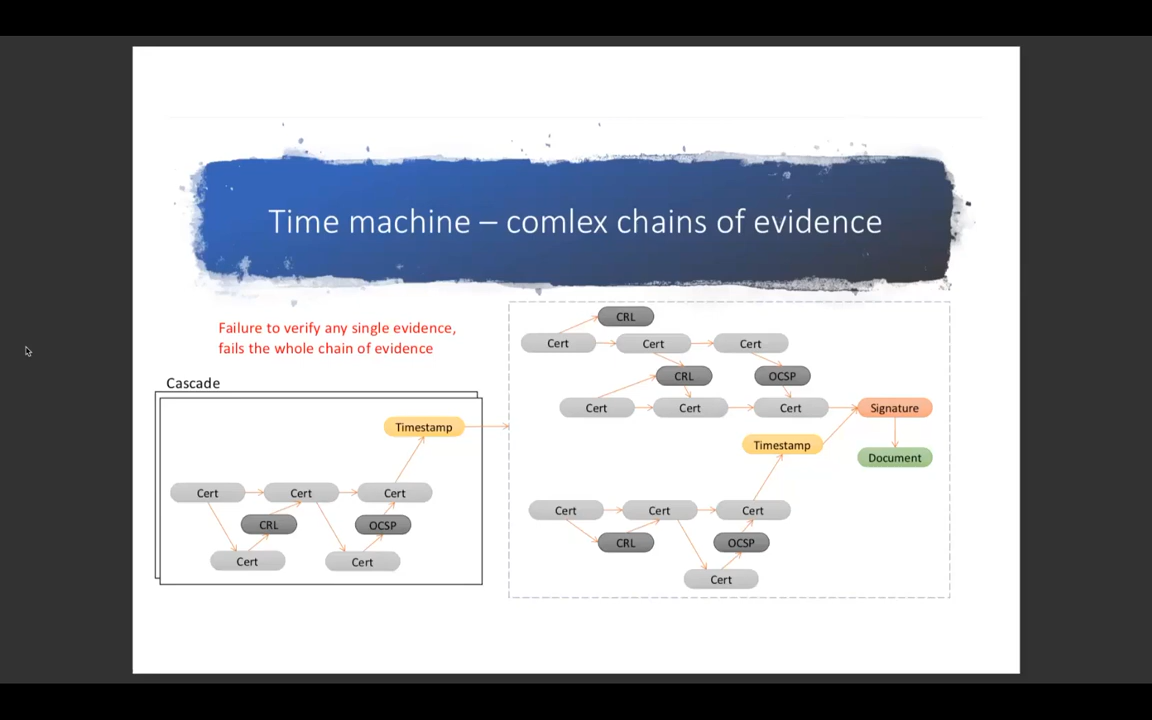 Time machine – comlex chains of evidence
Failure to verify any single evidence,
fails the whole chain of evidence
Cascade
Timestamp
Cert Cert Cert
CRL OCSP
Cert Cert
CRL
Cert Cert Cert
CRL OCSP
Cert Cert Cert Signature
Timestamp
Document
Cert Cert Cert
CRL OCSP
Cert